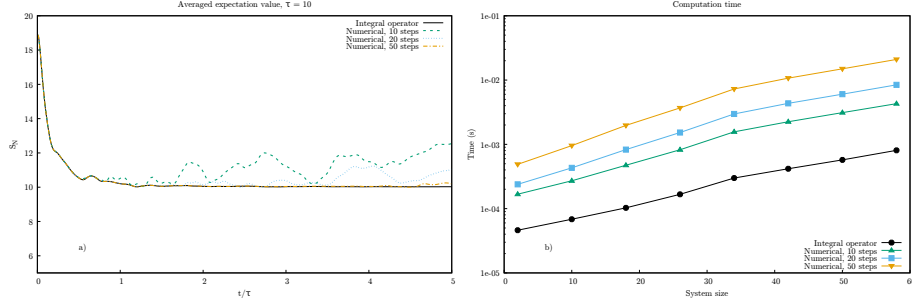 Averaged expectation value, τ = 10
Integral operator
Numerical, 10 steps
Numerical, 20 steps
Numerical, 50 steps
20
18
16
14
12
10
8
6
S_N
a)
0
1
2
3
4
5
t/τ
Computation time
1e-01
1e-02
1e-03
1e-04
1e-05
Time (s)
b)
Integral operator
Numerical, 10 steps
Numerical, 20 steps
Numerical, 50 steps
0
10
20
30
40
50
60
System size